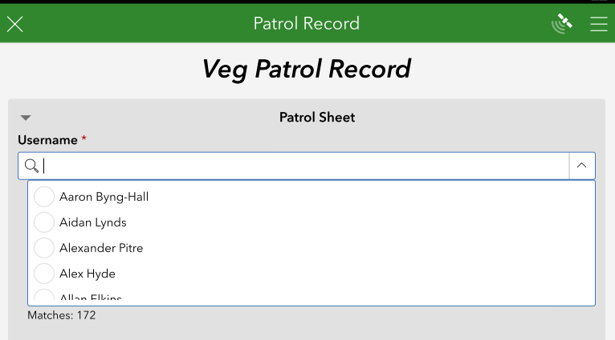 Patrol Record
Veg Patrol Record
Patrol Sheet
Username *
Aaron Byng-Hall
Aidan Lynds
Alexander Pitre
Alex Hyde
Allan Elkins
Matches: 172